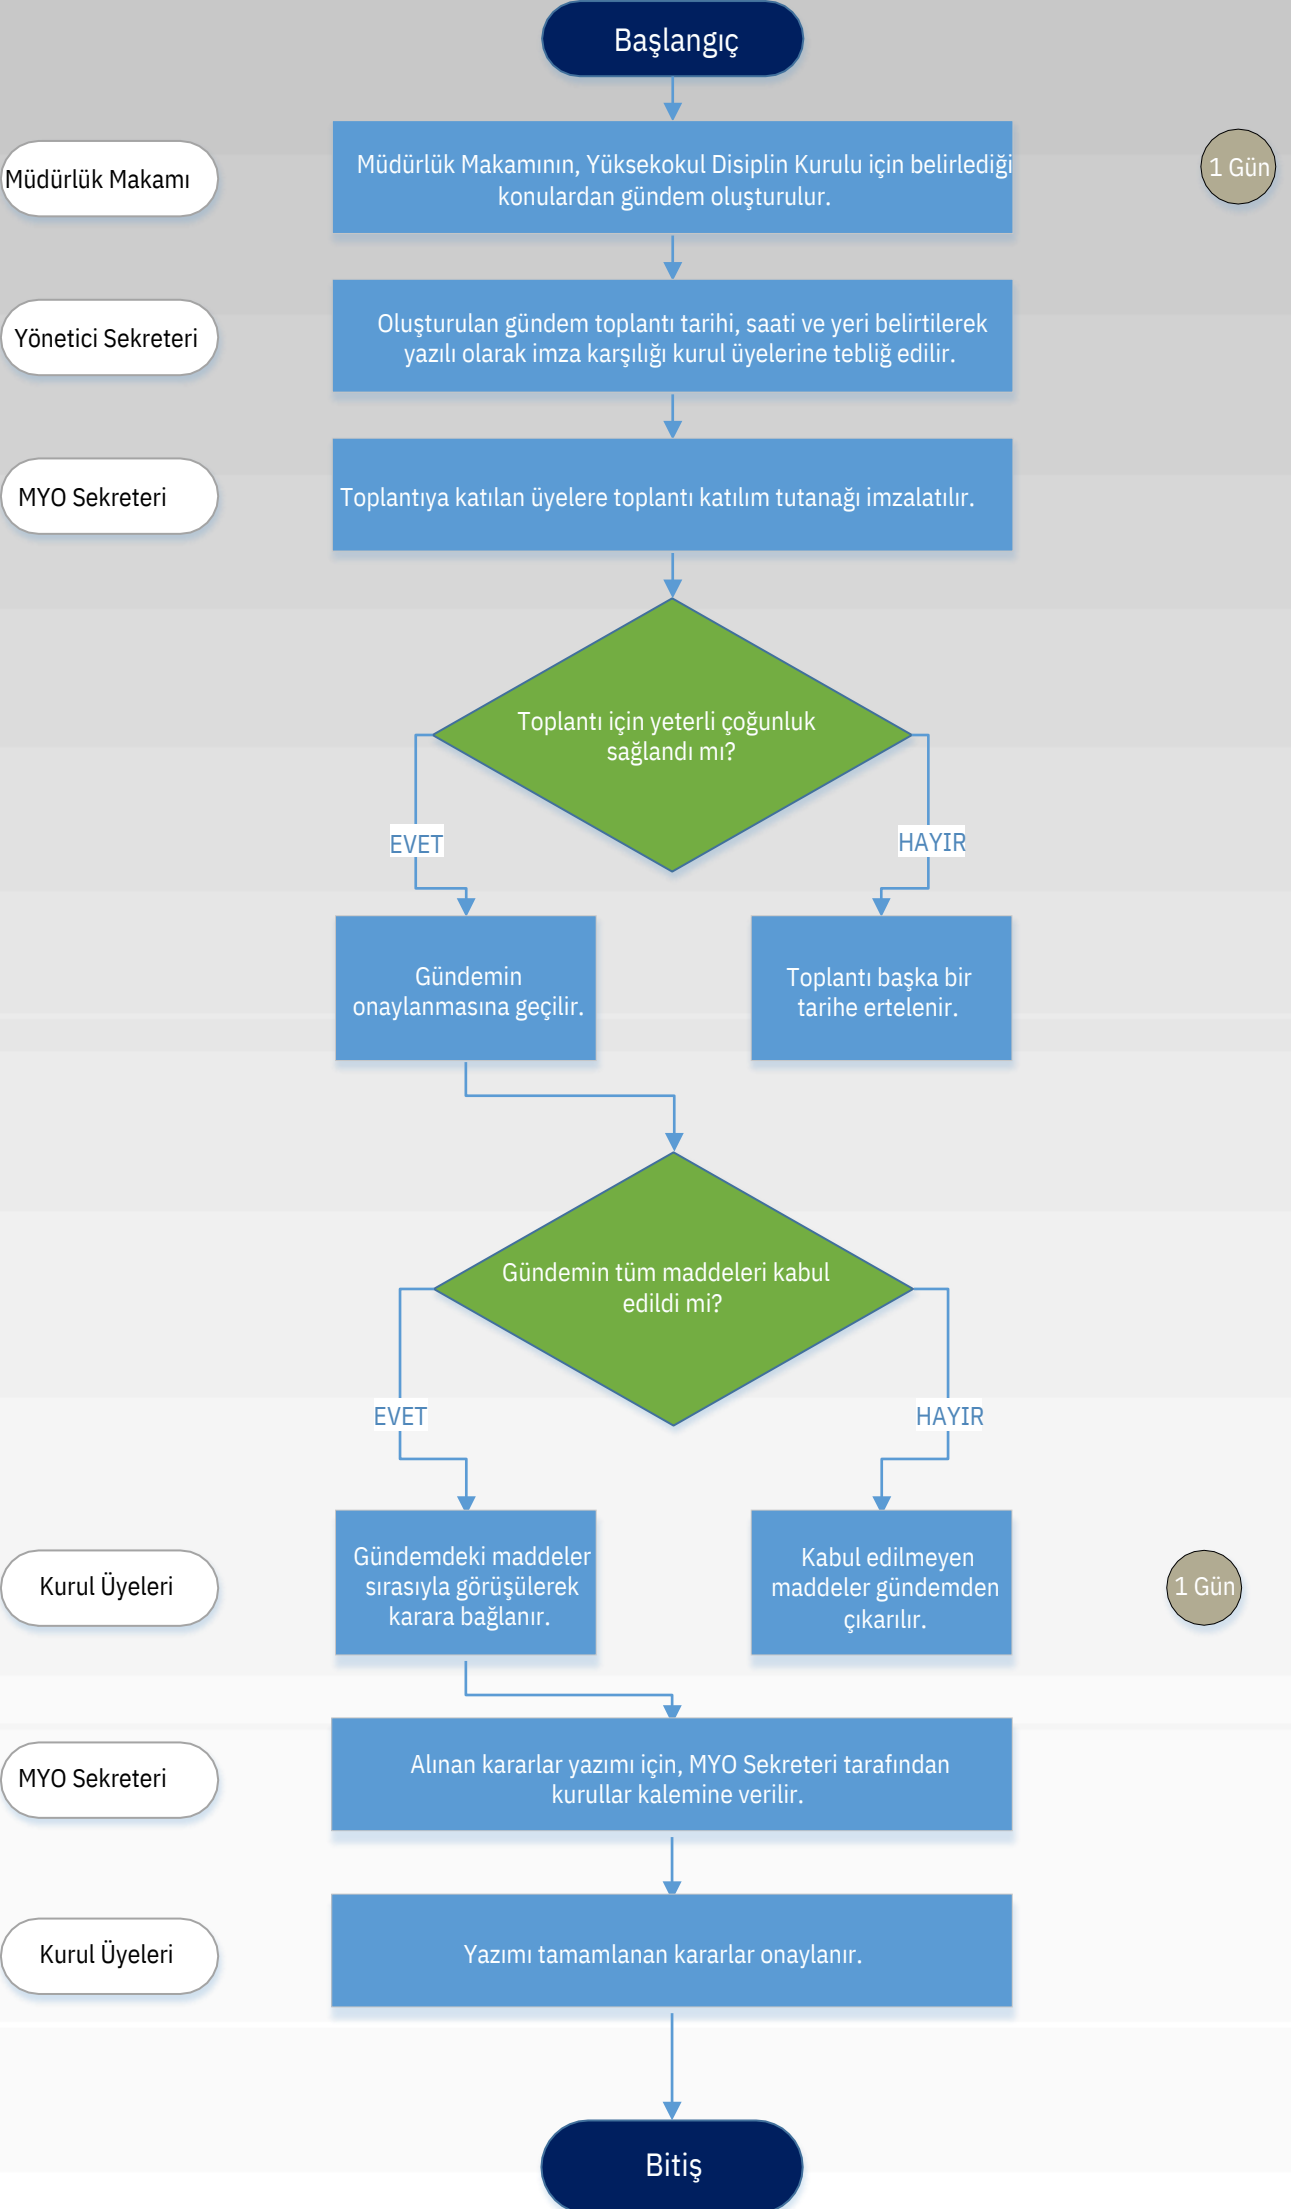 Başlangıç
Müdürlük Makamı
Müdürlük Makamının, Yüksekokul Disiplin Kurulu için belirlediği
konulardan gündem oluşturulur.
1 Gün
Yönetici Sekreteri
Oluşturulan gündem toplantı tarihi, saati ve yeri belirtilerek
yazılı olarak imza karşılığı kurul üyelerine tebliğ edilir.
MYO Sekreteri
Toplantıya katılan üyelere toplantı katılım tutanağı imzalatılır.
Toplantı için yeterli çoğunluk
sağlandı mı?
EVET
HAYIR
Gündemin
onaylanmasına geçilir.
Toplantı başka bir
tarihe ertelenir.
Gündemin tüm maddeleri kabul
edildi mi?
EVET
HAYIR
Kurul Üyeleri
Gündemdeki maddeler
sırasıyla görüşülerek
karara bağlanır.
Kabul edilmeyen
maddeler gündemden
çıkarılır.
1 Gün
MYO Sekreteri
Alınan kararlar yazımı için, MYO Sekreteri tarafından
kurullar kalemine verilir.
Kurul Üyeleri
Yazımı tamamlanan kararlar onaylanır.
Bitiş